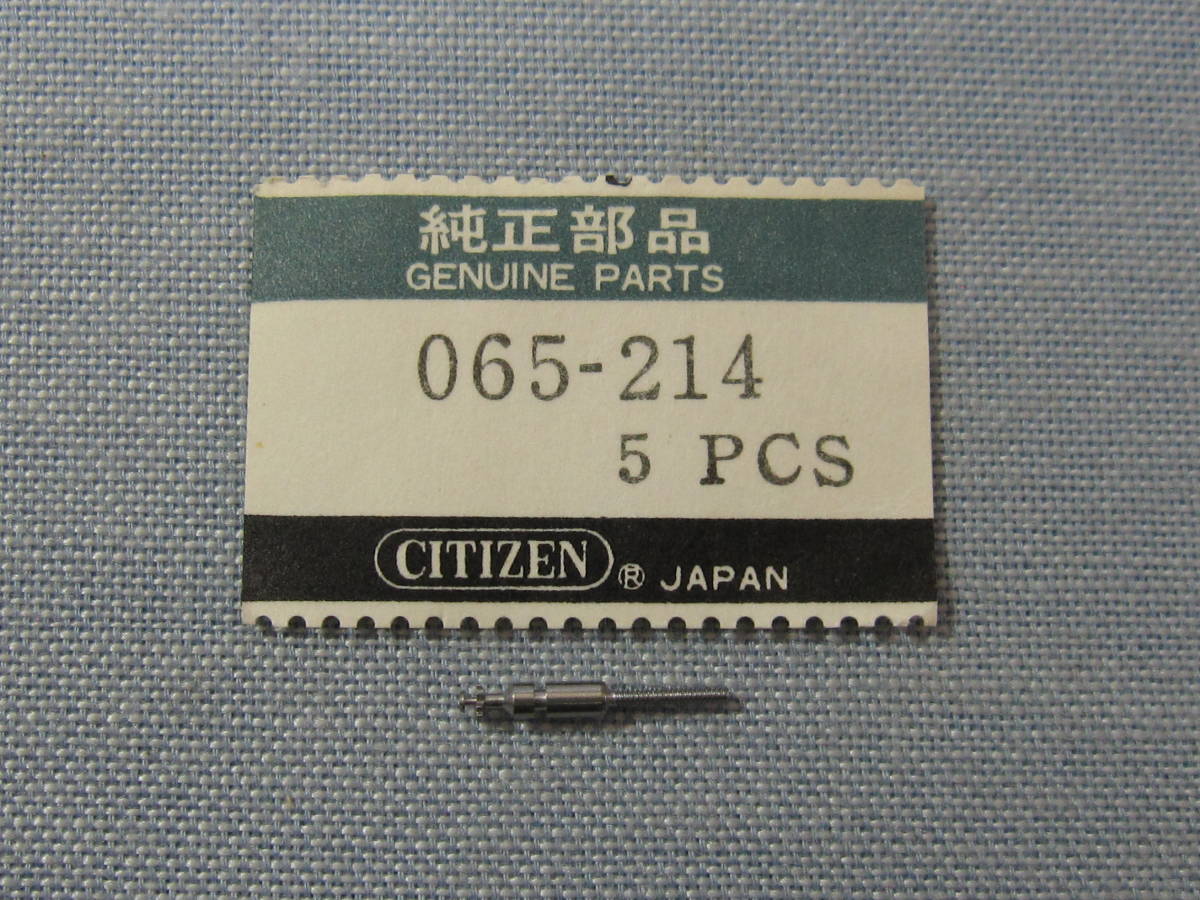 純正部品
GENUINE PARTS
065-214
5 PCS
CITIZEN ® JAPAN